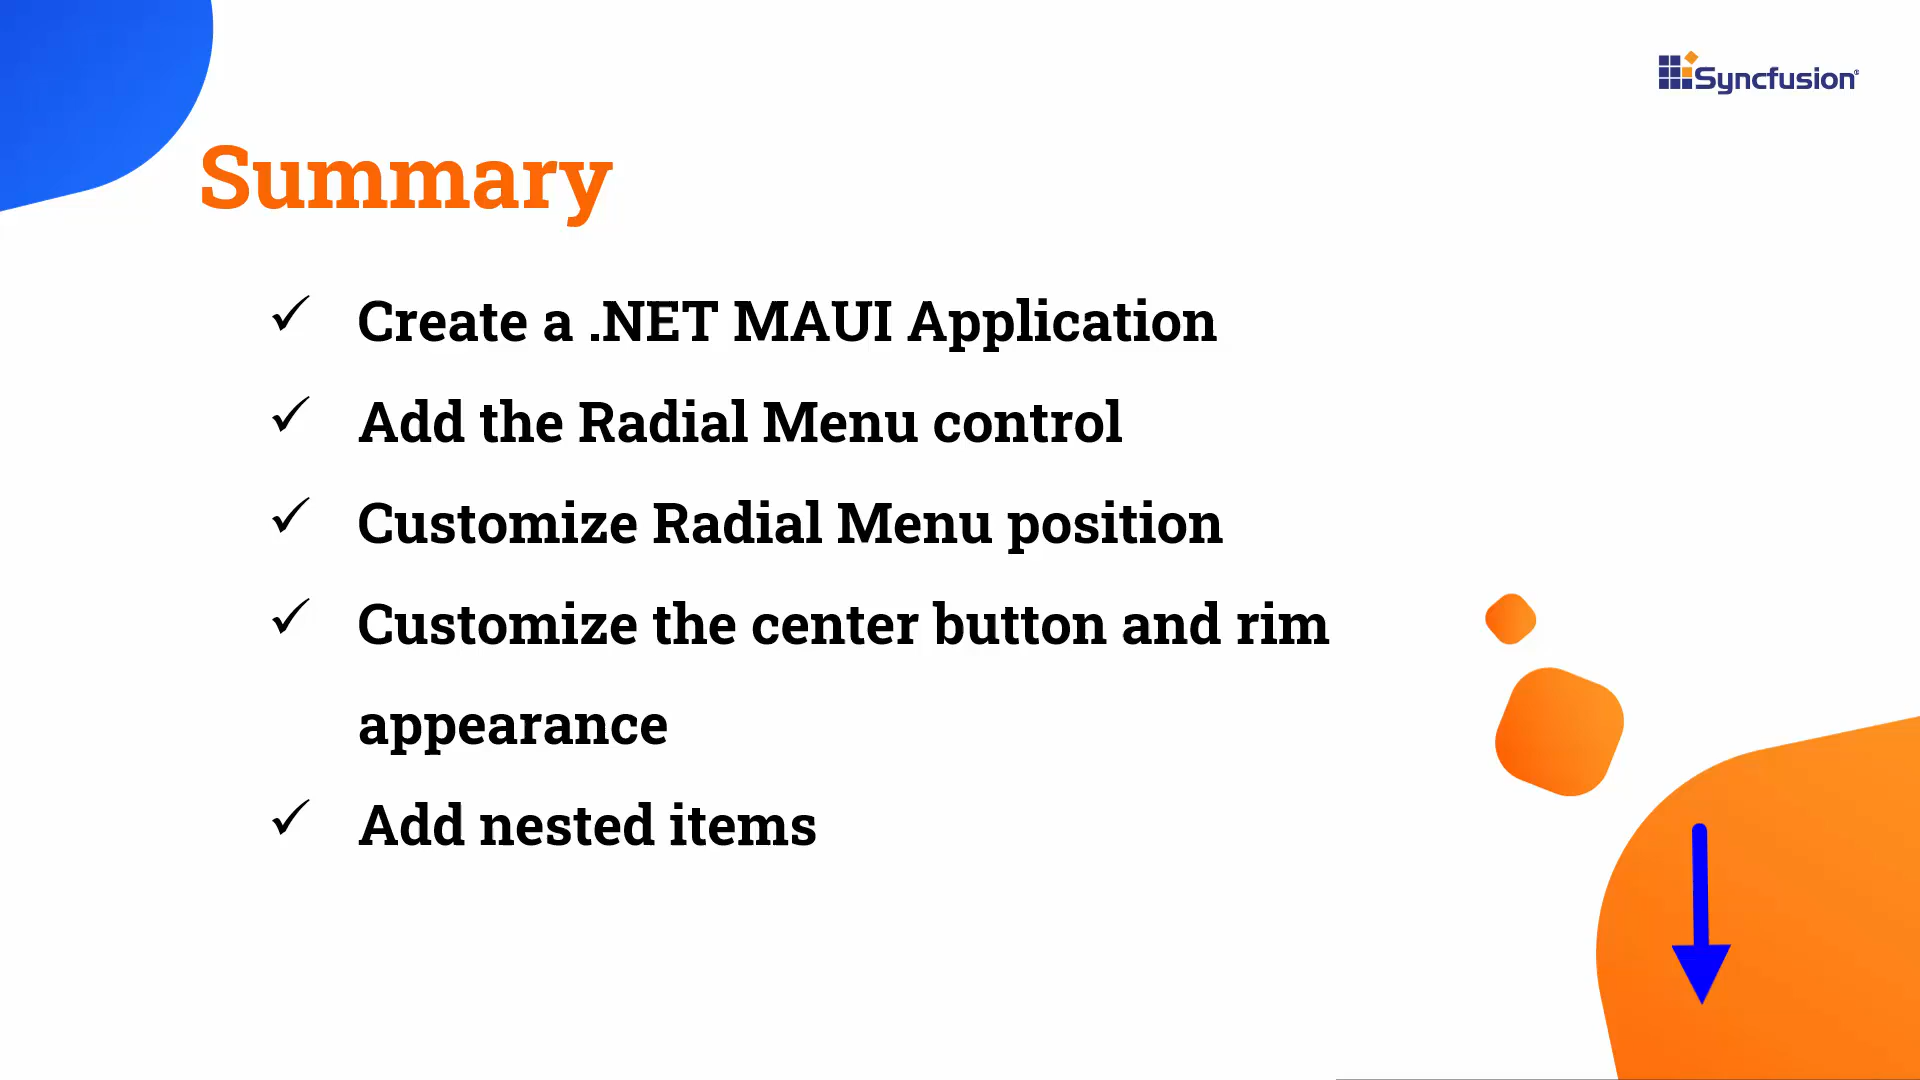 Syncfusion®
Summary
✓ Create a .NET MAUI Application
✓ Add the Radial Menu control
✓ Customize Radial Menu position
✓ Customize the center button and rim
appearance
✓ Add nested items